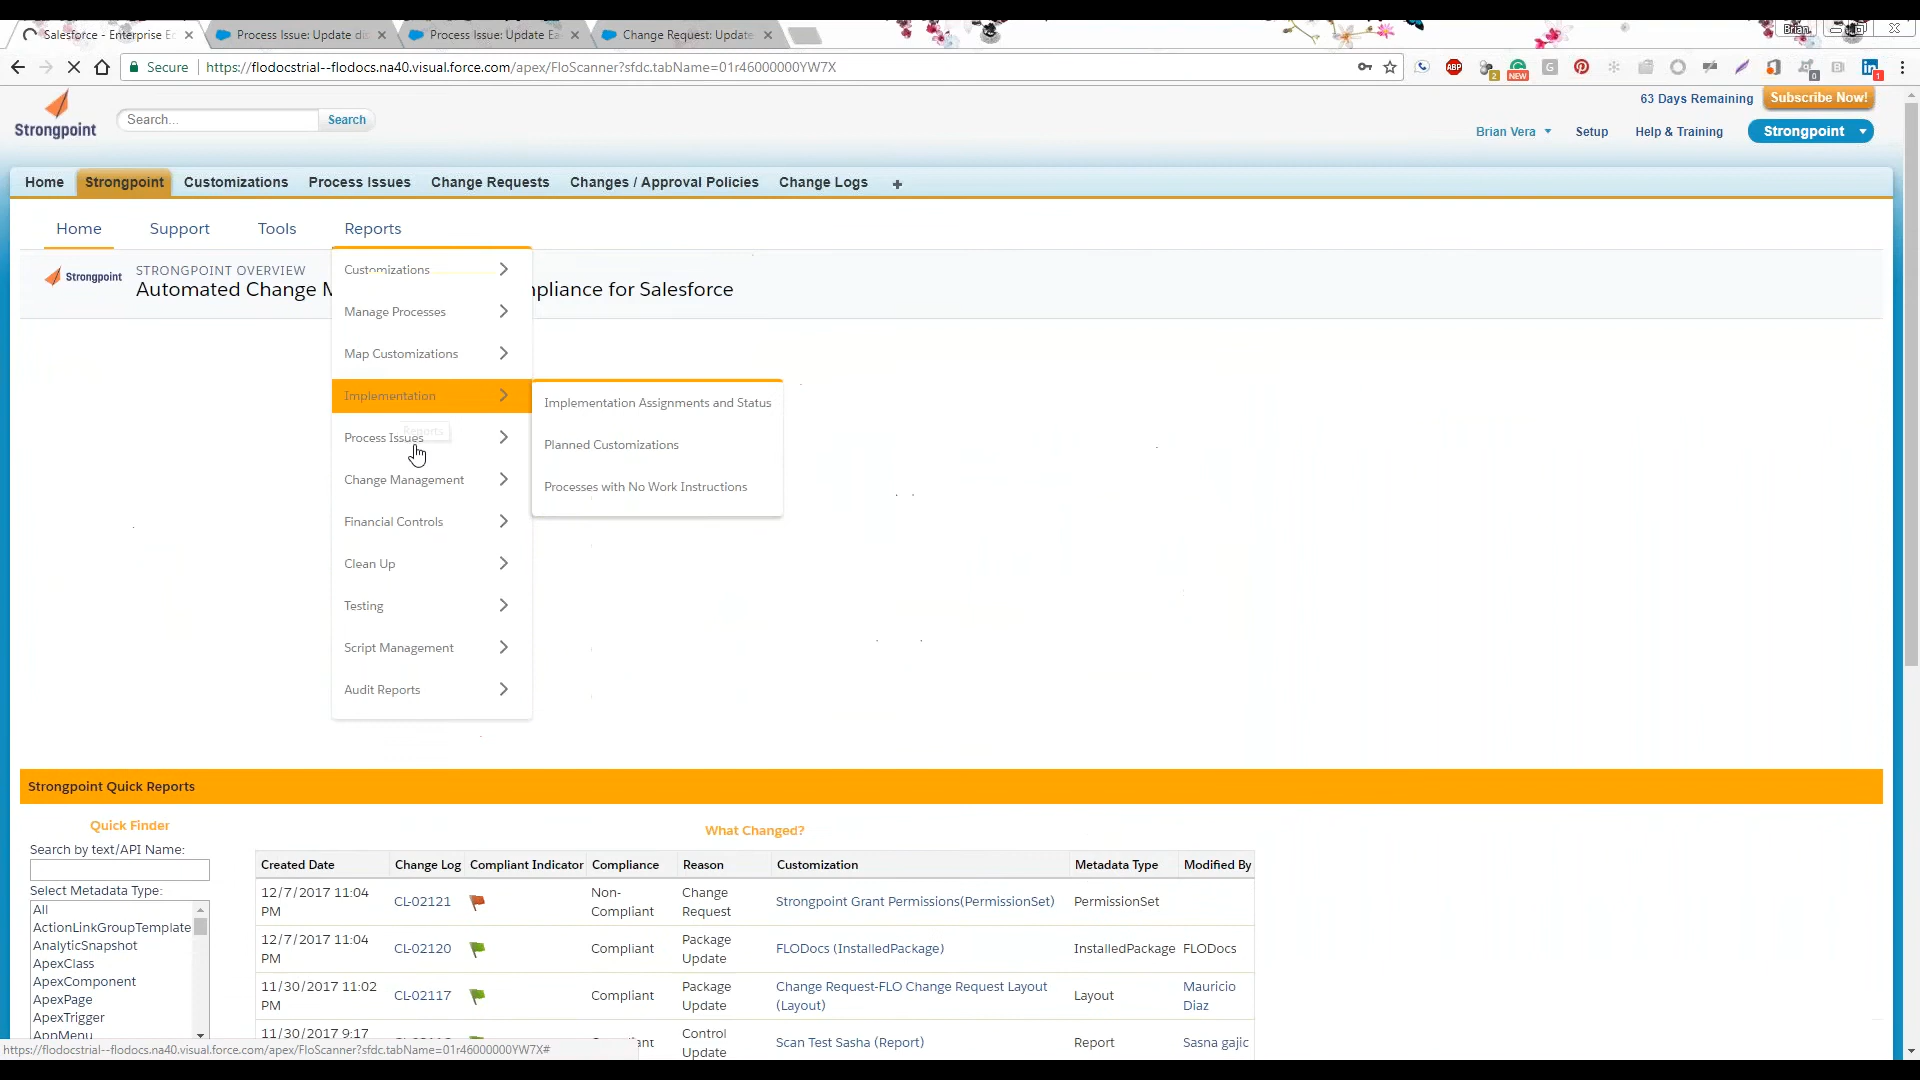 Salesforce - Enterprise E
Process Issue: Update di
Process Issue: Update Ea
Change Request: Update
Brian
Secure https://flodocstrial--flodocs.na40.visual.force.com/apex/FloScanner?sfdc.tabName=01r46000000YW7X
ABP
2
NEW
G
0
B
in
1
Strongpoint
Search...
Search
63 Days Remaining
Subscribe Now!
Brian Vera
Setup
Help & Training
Strongpoint
Home
Strongpoint
Customizations
Process Issues
Change Requests
Changes / Approval Policies
Change Logs
+
Home
Support
Tools
Reports
Strongpoint
STRONGPOINT OVERVIEW
Automated Change M
pliance for Salesforce
Customizations
Manage Processes
Map Customizations
Implementation
Process Issues
Reports
Change Management
Financial Controls
Clean Up
Testing
Script Management
Audit Reports
Implementation Assignments and Status
Planned Customizations
Processes with No Work Instructions
Strongpoint Quick Reports
Quick Finder
Search by text/API Name:
Select Metadata Type:
All
ActionLinkGroupTemplate
AnalyticSnapshot
ApexClass
ApexComponent
ApexPage
ApexTrigger
AppMenu
What Changed?
Created Date Change Log Compliant Indicator Compliance Reason Customization Metadata Type Modified By
12/7/2017 11:04 PM CL-02121 Non-Compliant Change Request Strongpoint Grant Permissions(PermissionSet) PermissionSet
12/7/2017 11:04 PM CL-02120 Compliant Package Update FLODocs (InstalledPackage) InstalledPackage FLODocs
11/30/2017 11:02 PM CL-02117 Compliant Package Update Change Request-FLO Change Request Layout (Layout) Layout Mauricio Diaz
11/30/2017 9:17 ant Control Update Scan Test Sasha (Report) Report Sasna gajic
https://flodocstrial--flodocs.na40.visual.force.com/apex/FloScanner?sfdc.tabName=01r46000000YW7X#